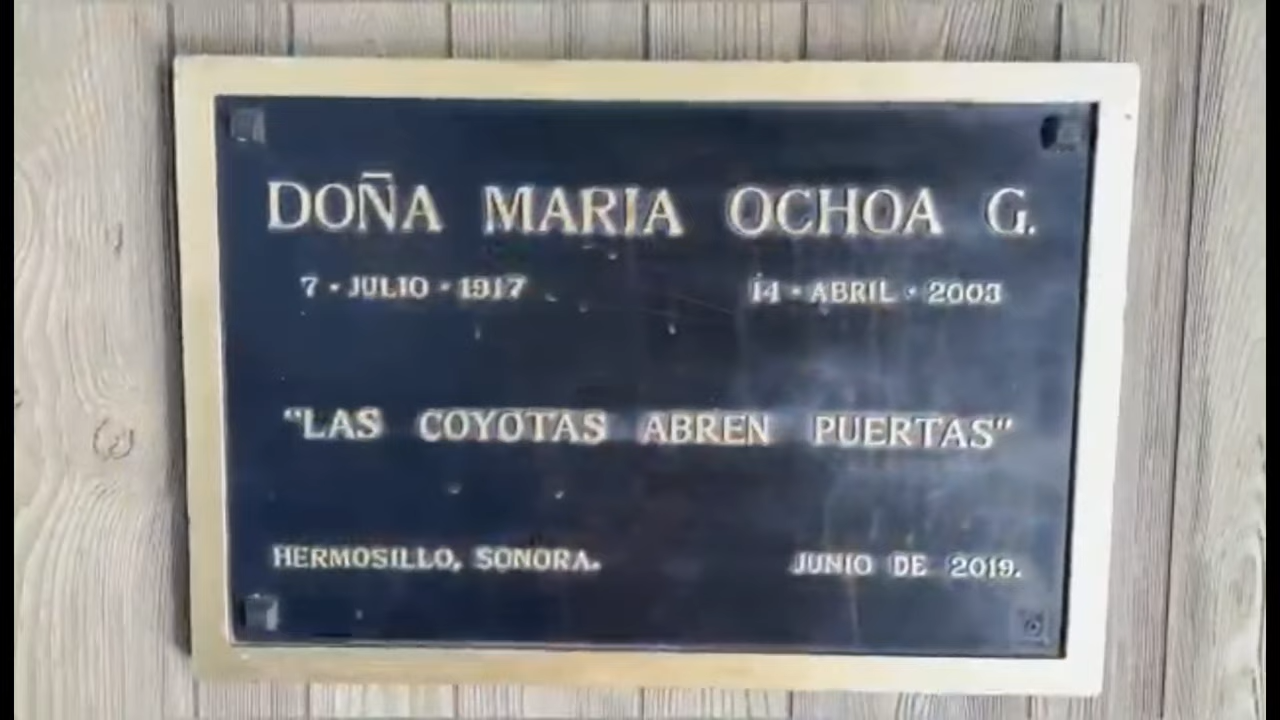 DOÑA MARIA OCHOA G.
7 · JULIO · 1917 14 · ABRIL · 2003
"LAS COYOTAS ABREN PUERTAS"
HERMOSILLO, SONORA. JUNIO DE 2019.